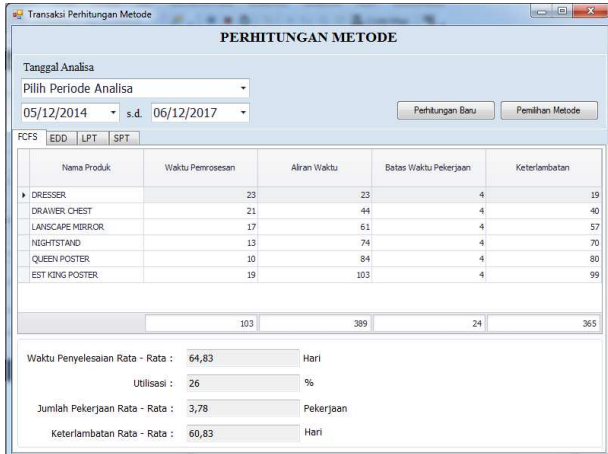 Transaksi Perhitungan Metode
PERHITUNGAN METODE
Tanggal Analisa
Pilih Periode Analisa
05/12/2014 s.d. 06/12/2017 Perhitungan Baru Pemilihan Metode
FCFS EDD LPT SPT
Nama Produk Waktu Pemrosesan Aliran Waktu Batas Waktu Pekerjaan Keterlambatan
DRESSER 23 23 4 19
DRAWER CHEST 21 44 4 40
LANSCAPE MIRROR 17 61 4 57
NIGHTSTAND 13 74 4 70
QUEEN POSTER 10 84 4 80
EST KING POSTER 19 103 4 99
103 389 24 365
Waktu Penyelesaian Rata - Rata : 64,83 Hari
Utilisasi : 26 %
Jumlah Pekerjaan Rata - Rata : 3,78 Pekerjaan
Keterlambatan Rata - Rata : 60,83 Hari